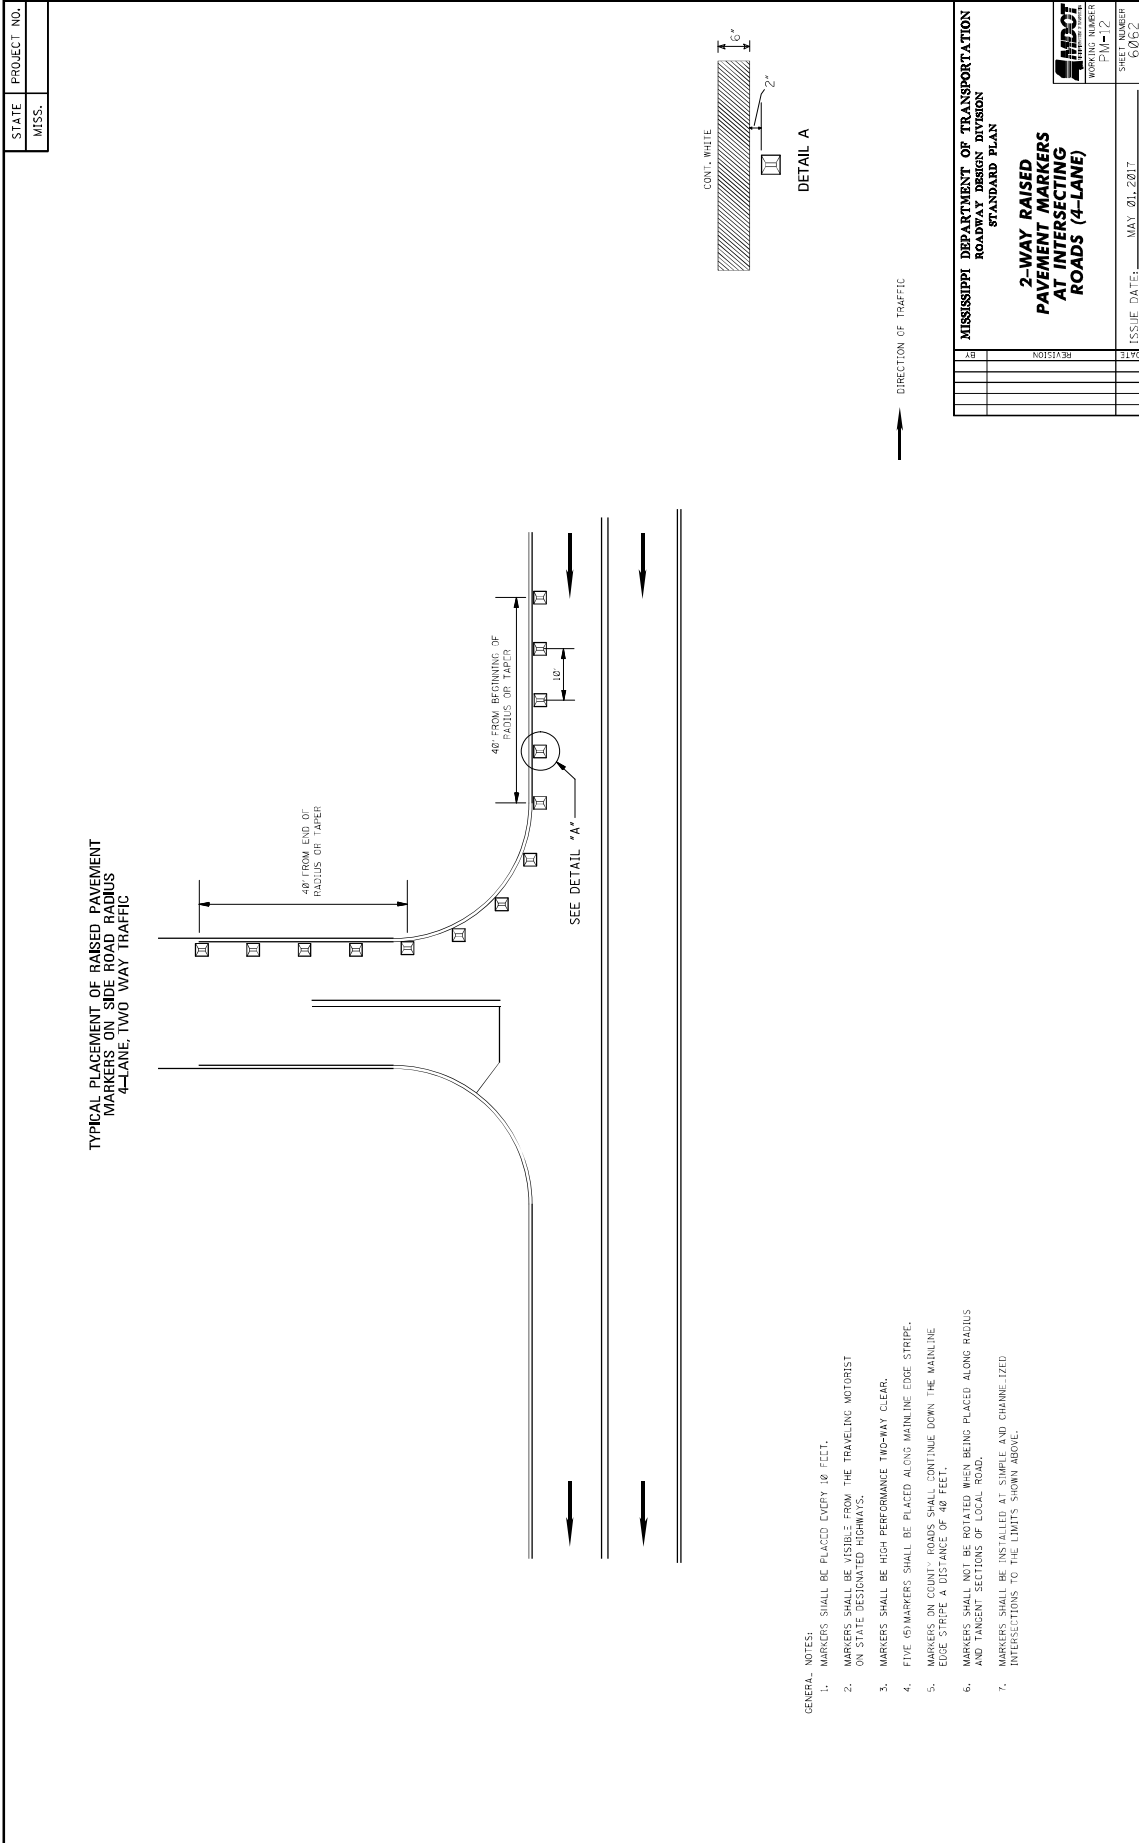 STATE PROJECT NO.
MISS.
TYPICAL PLACEMENT OF RAISED PAVEMENT
MARKERS ON SIDE ROAD RADIUS
4-LANE, TWO WAY TRAFFIC
40' FROM END OF
RADIUS OR TAPER
40' FROM BEGINNING OF
RADIUS OR TAPER
10'
SEE DETAIL "A"
CONT. WHITE
6"
2"
DETAIL A
DIRECTION OF TRAFFIC
GENERAL NOTES:
1. MARKERS SHALL BE PLACED EVERY 10 FEET.
2. MARKERS SHALL BE VISIBLE FROM THE TRAVELING MOTORIST
ON STATE DESIGNATED HIGHWAYS.
3. MARKERS SHALL BE HIGH PERFORMANCE TWO-WAY CLEAR.
4. FIVE (5) MARKERS SHALL BE PLACED ALONG MAINLINE EDGE STRIPE.
5. MARKERS ON COUNTY ROADS SHALL CONTINUE DOWN THE MAINLINE
EDGE STRIPE A DISTANCE OF 40 FEET.
6. MARKERS SHALL NOT BE ROTATED WHEN BEING PLACED ALONG RADIUS
AND TANGENT SECTIONS OF LOCAL ROAD.
7. MARKERS SHALL BE INSTALLED AT SIMPLE AND CHANNELIZED
INTERSECTIONS TO THE LIMITS SHOWN ABOVE.
BY
REVISION
DATE
MISSISSIPPI DEPARTMENT OF TRANSPORTATION
ROADWAY DESIGN DIVISION
STANDARD PLAN
2-WAY RAISED
PAVEMENT MARKERS
AT INTERSECTING
ROADS (4-LANE)
MDOT
WORKING NUMBER
PM-12
SHEET NUMBER
6062
ISSUE DATE: MAY 01, 2017